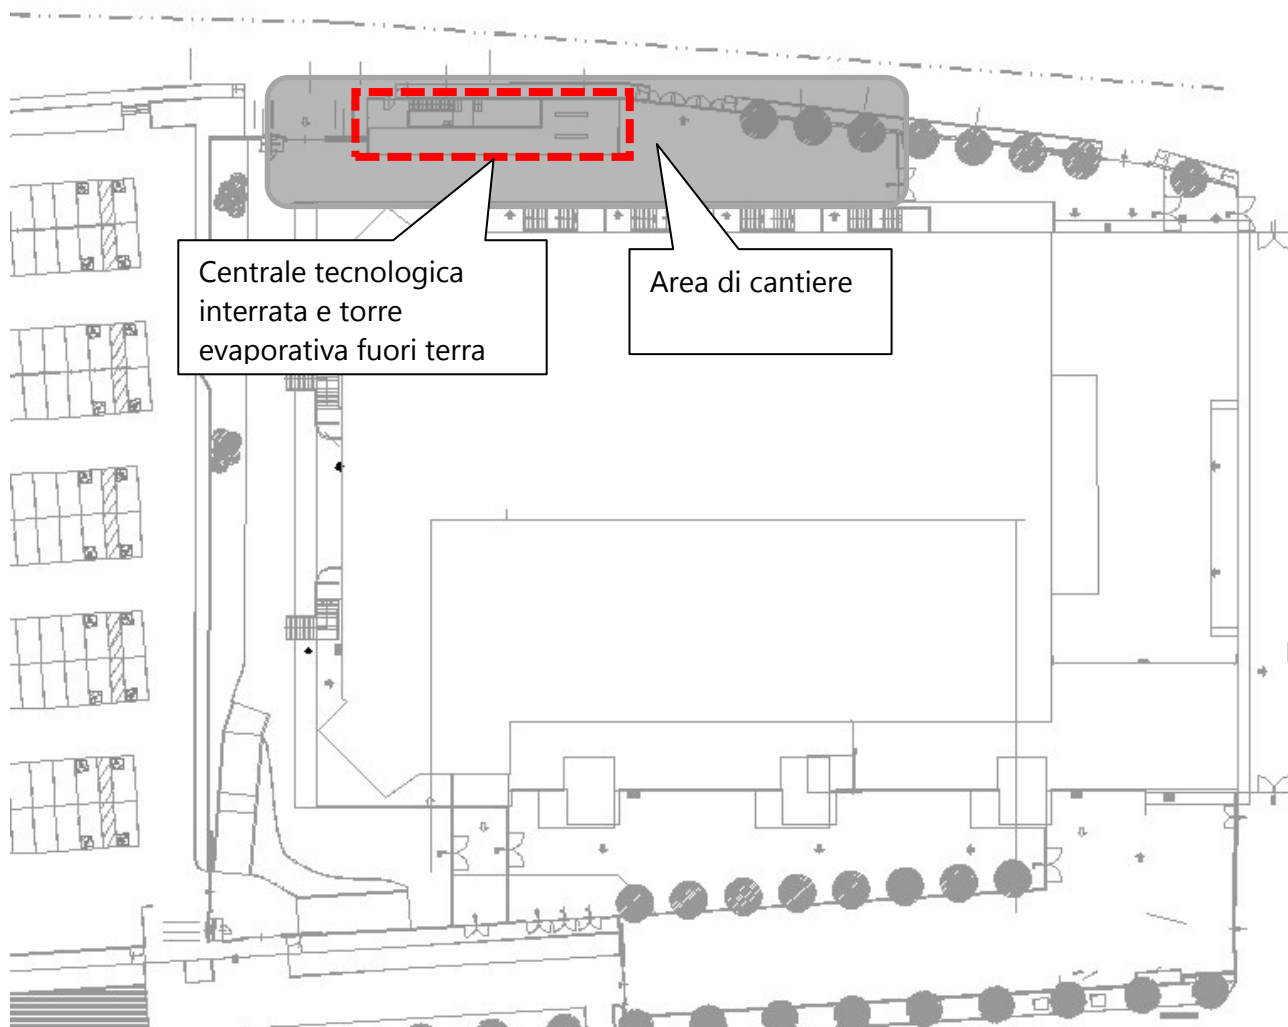 Centrale tecnologica
interrata e torre
evaporativa fuori terra
Area di cantiere